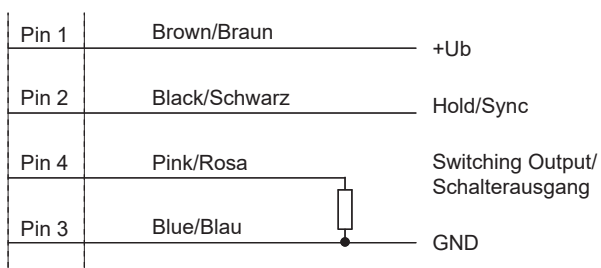 Pin 1 Brown/Braun +Ub
Pin 2 Black/Schwarz Hold/Sync
Pin 4 Pink/Rosa Switching Output/
Schalterausgang
Pin 3 Blue/Blau GND